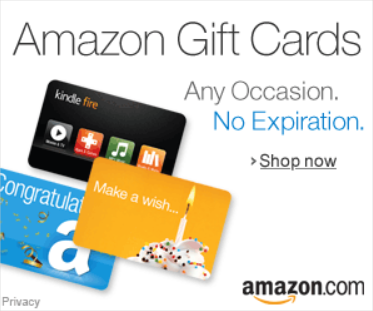 Amazon Gift Cards
Any Occasion.
No Expiration.
› Shop now
kindle fire
Make a wish...
Congratulat
a
amazon.com
Privacy